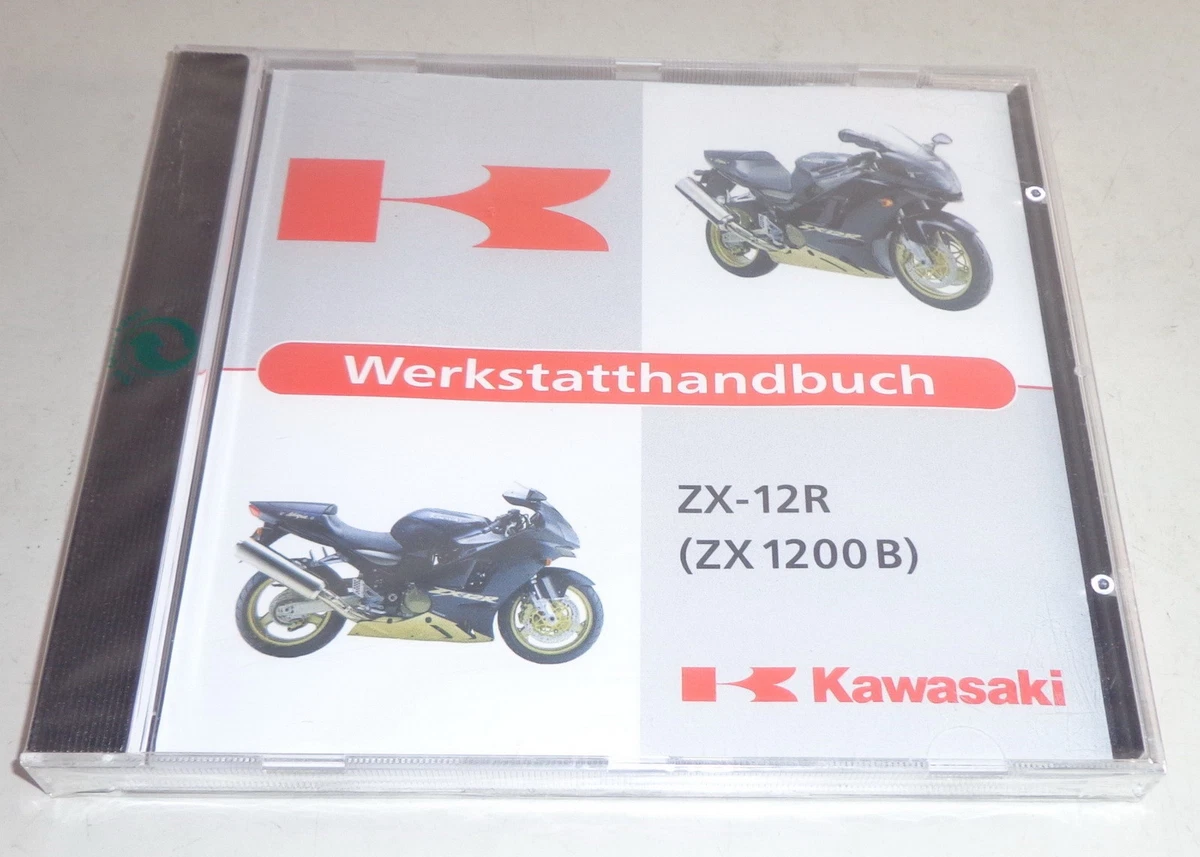 Werkstatthandbuch
ZX-12R
(ZX 1200 B)
Kawasaki